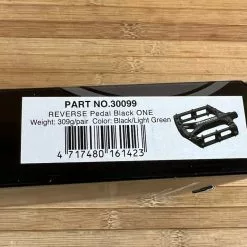 PART NO.30099
REVERSE Pedal Black ONE
Weight: 309g/pair Color: Black/Light Green
4 717480 161423